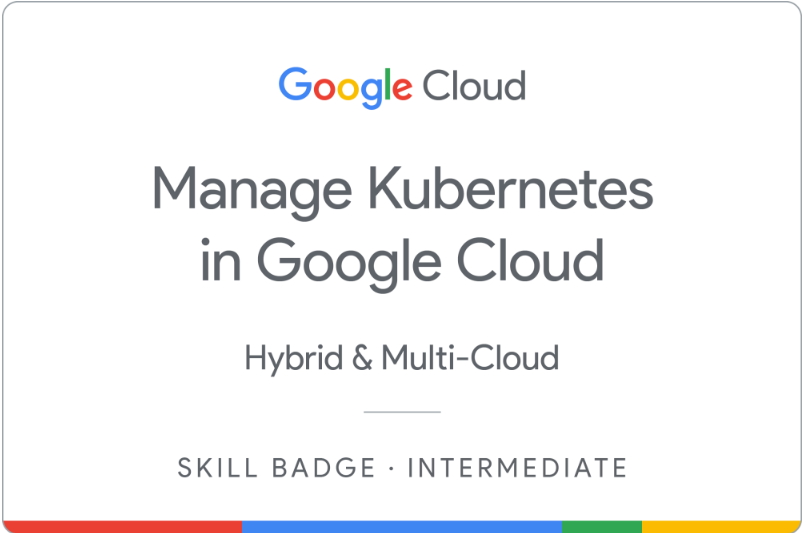 Google Cloud
Manage Kubernetes
in Google Cloud
Hybrid & Multi-Cloud
SKILL BADGE · INTERMEDIATE